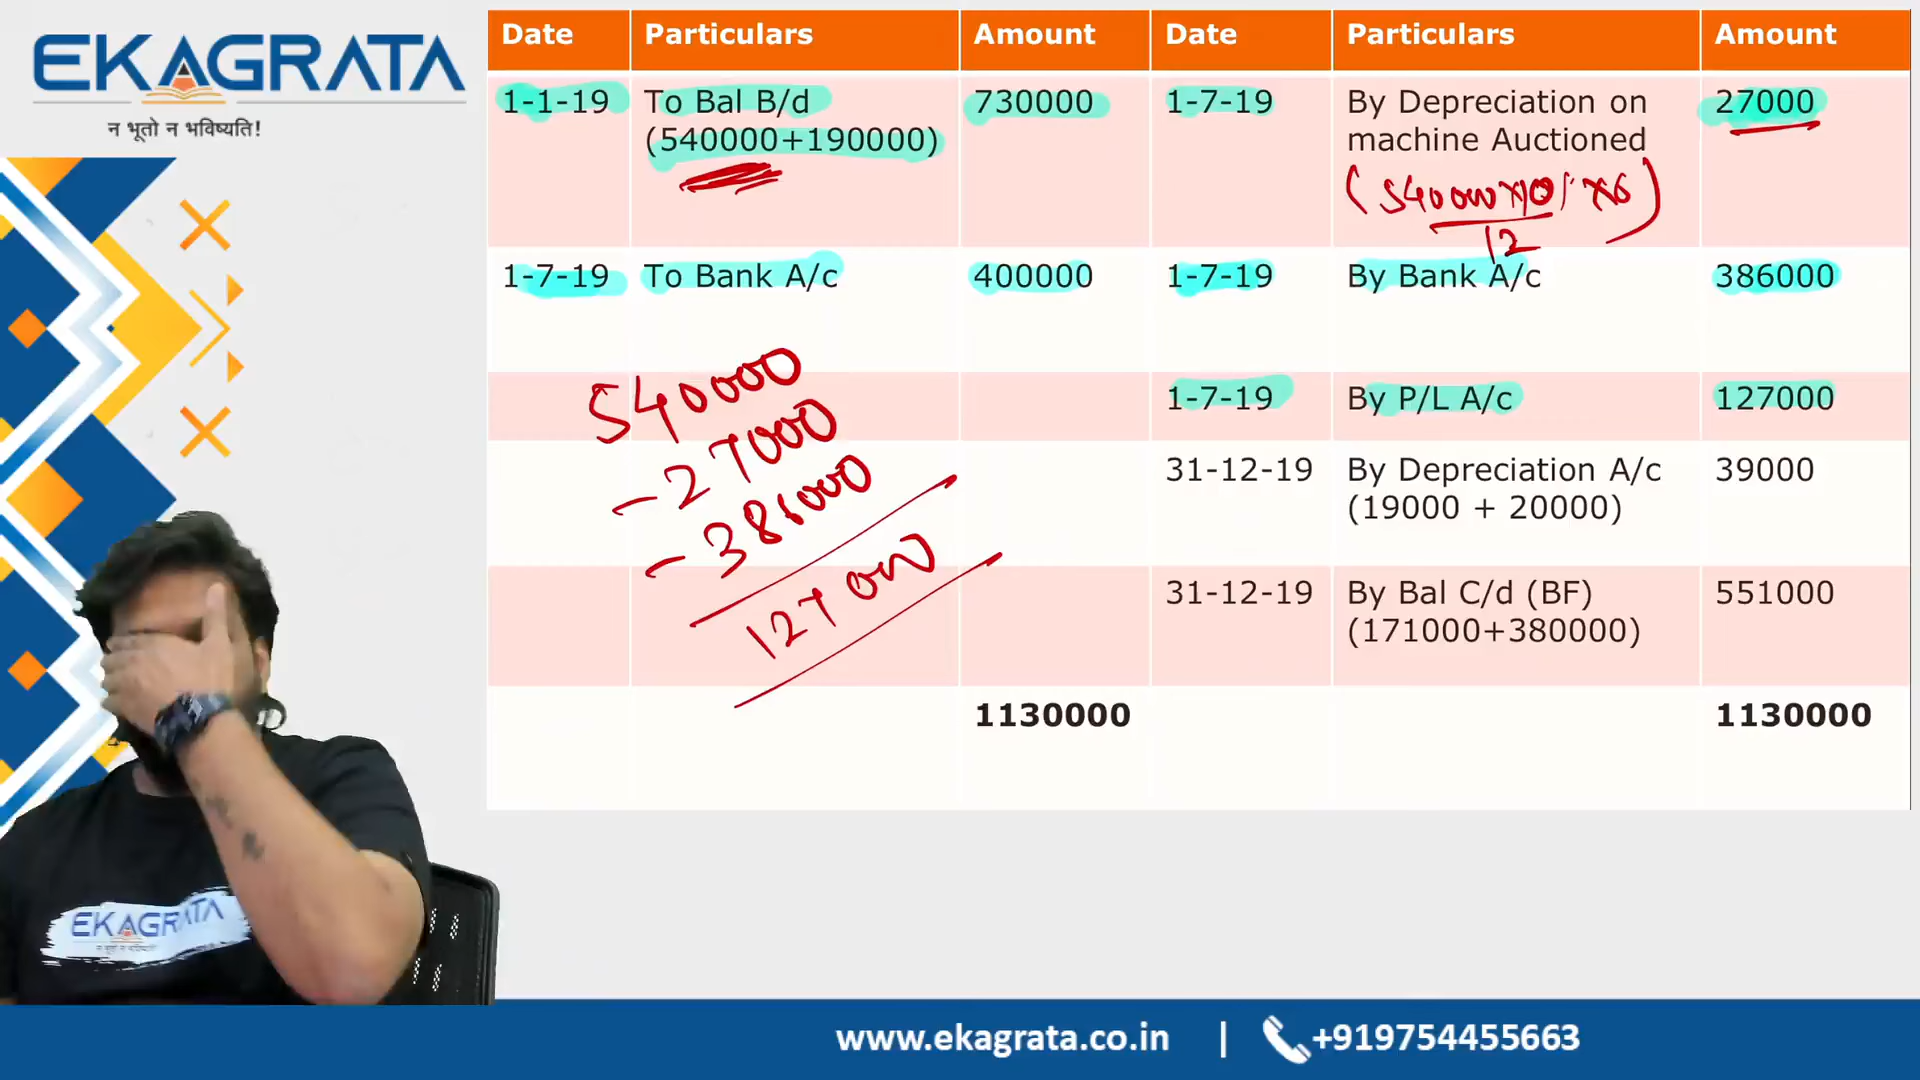 EKAGRATA
न भूतो न भविष्यति!
Date Particulars Amount Date Particulars Amount
1-1-19 To Bal B/d 730000 1-7-19 By Depreciation on 27000
(540000+190000) machine Auctioned
(540000x10% x6)
12
1-7-19 To Bank A/c 400000 1-7-19 By Bank A/c 386000
540000
1-7-19 By P/L A/c 127000
-27000
31-12-19 By Depreciation A/c 39000
-386000
(19000 + 20000)
127000
31-12-19 By Bal C/d (BF) 551000
(171000+380000)
1130000 1130000
EKAGRATA
www.ekagrata.co.in | +919754455663